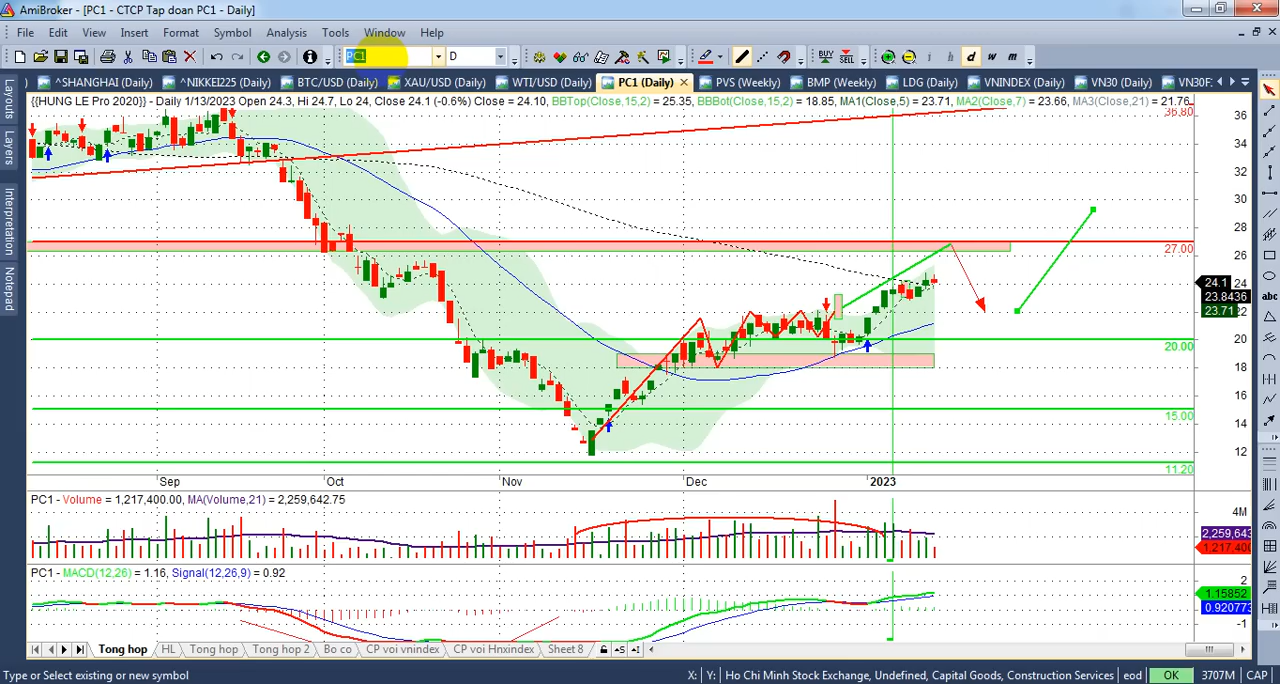 AmiBroker - [PC1 - CTCP Tap doan PC1 - Daily]
File Edit View Insert Format Symbol Analysis Tools Window Help
PC1 D BUY SELL i h d w m
^SHANGHAI (Daily) ^NIKKEI225 (Daily) BTC/USD (Daily) XAU/USD (Daily) WTI/USD (Daily) PC1 (Daily) PVS (Weekly) BMP (Weekly) LDG (Daily) VNINDEX (Daily) VN30 (Daily) VN30F:
{{HUNG LE Pro 2020}} - Daily 1/13/2023 Open 24.3, Hi 24.7, Lo 24, Close 24.1 (-0.6%) Close = 24.10, BBTop(Close,15,2) = 25.35, BBBot(Close,15,2) = 18.85, MA1(Close,5) = 23.71, MA2(Close,7) = 23.66, MA3(Close,21) = 21.76,
Layouts
Layers
Interpretation
Notepad
36.80
36
34
32
30
28
27.00
26
24.1
24
23.8436
23.71
22
20
20.00
18
16
15.00
14
12
11.20
Sep Oct Nov Dec 2023
PC1 - Volume = 1,217,400.00, MA(Volume,21) = 2,259,642.75
4M
2,259,643
1,217,400
PC1 - MACD(12,26) = 1.16, Signal(12,26,9) = 0.92
2
1.15852
0.920773
-1
abc
Tong hop HL Tong hop Tong hop 2 Bo co CP voi vnindex CP voi Hnxindex Sheet 8
Type or Select existing or new symbol X: Y: Ho Chi Minh Stock Exchange, Undefined, Capital Goods, Construction Services eod OK 3707M CAP